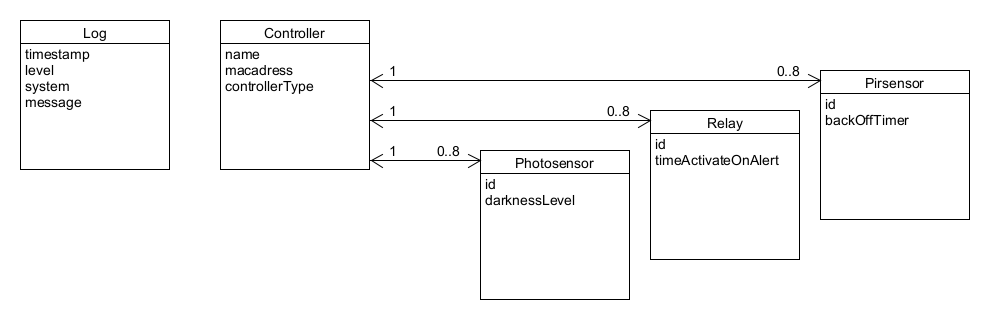 Log
timestamp
level
system
message
Controller
name
macadress
controllerType
1
0..8
1
0..8
1
0..8
Pirsensor
id
backOffTimer
Relay
id
timeActivateOnAlert
Photosensor
id
darknessLevel